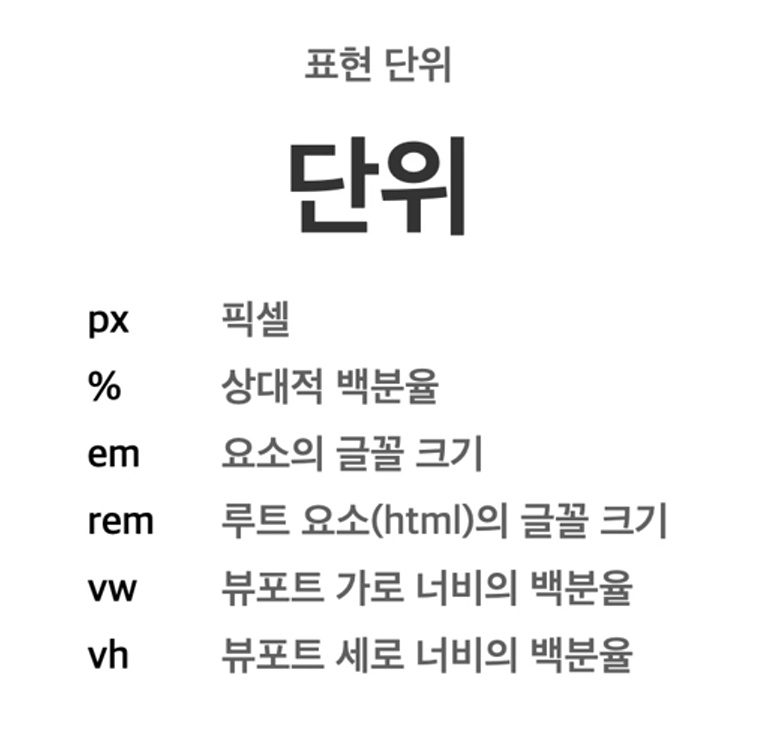 표현 단위
단위
px 픽셀
% 상대적 백분율
em 요소의 글꼴 크기
rem 루트 요소(html)의 글꼴 크기
vw 뷰포트 가로 너비의 백분율
vh 뷰포트 세로 너비의 백분율